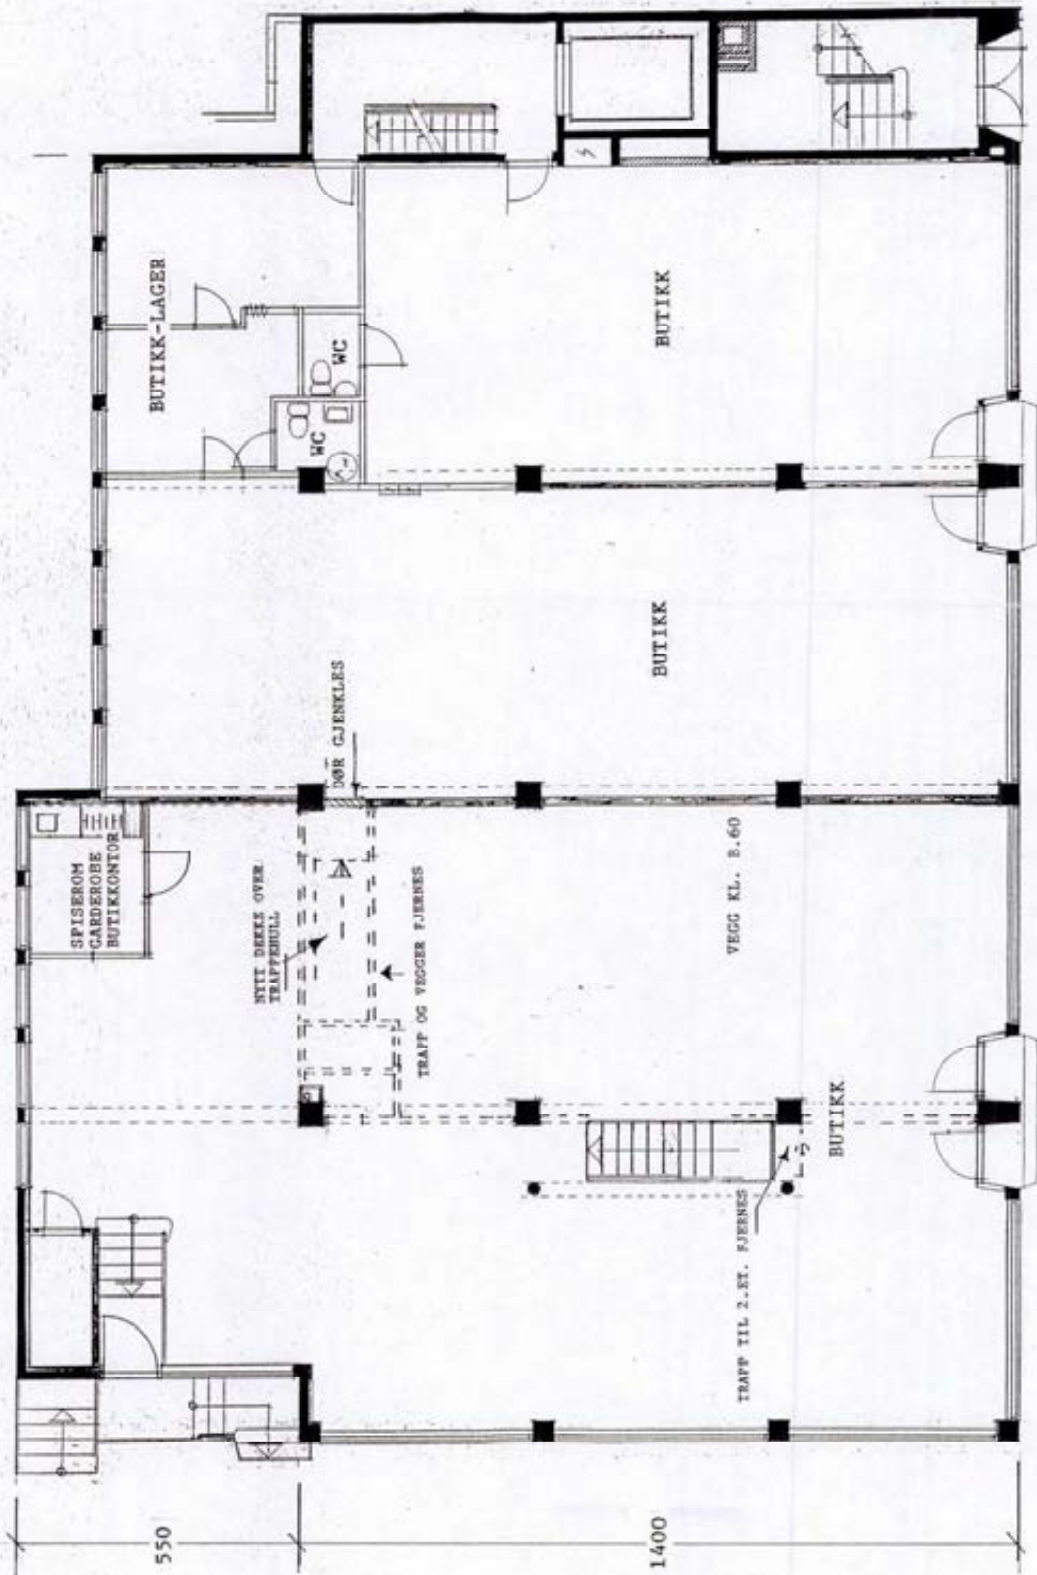 BUTIKK-LAGER
WC
WC
BUTIKK
BUTIKK
DØR GJENKLES
SPISEROM
GARDEROBE
BUTIKKONTOR
NYTT DEKKE OVER
TRAPPEHULL
TRAPP OG VEGGER FJERNES
VEGG KL. B.60
BUTIKK
TRAPP TIL 2.ET. FJERNES
550
1400